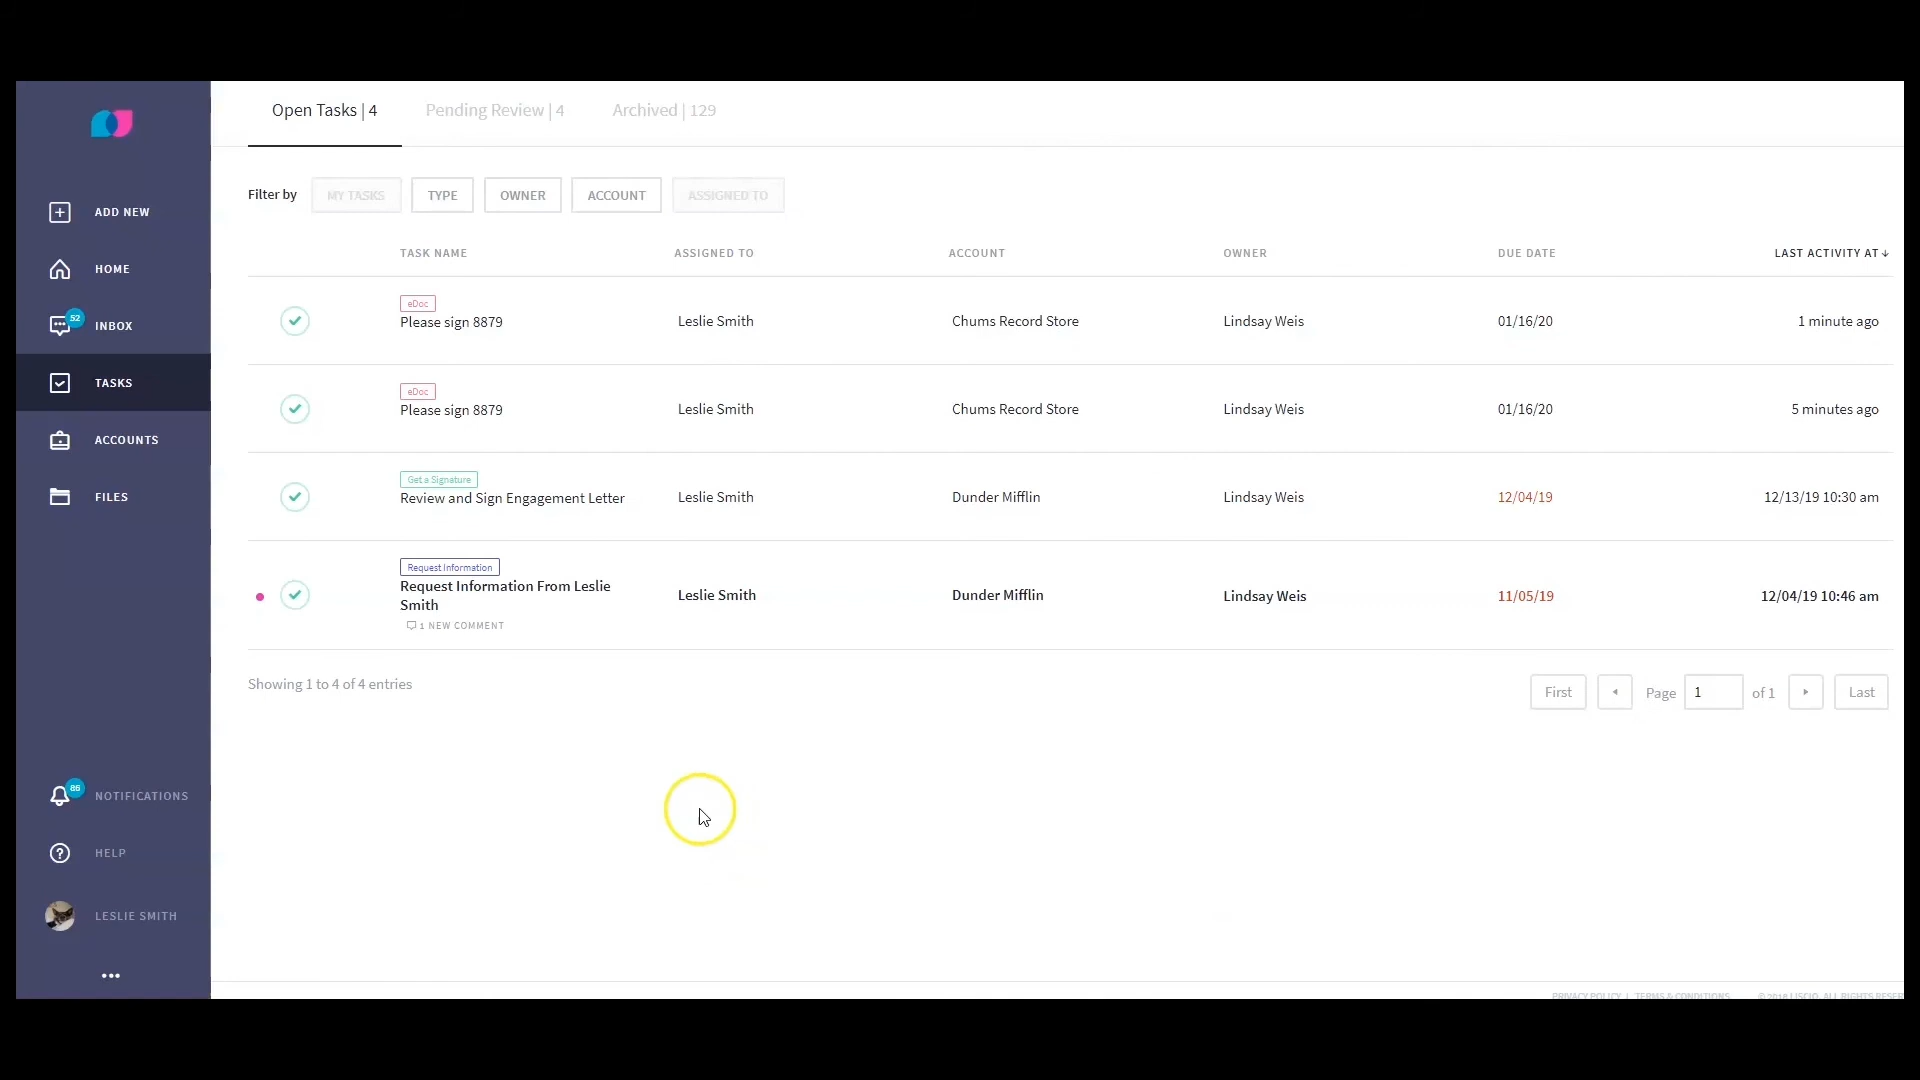 Open Tasks | 4
Pending Review | 4
Archived | 129
ADD NEW
HOME
52
INBOX
TASKS
ACCOUNTS
FILES
86
NOTIFICATIONS
HELP
LESLIE SMITH
Filter by
MY TASKS
TYPE
OWNER
ACCOUNT
ASSIGNED TO
TASK NAME
ASSIGNED TO
ACCOUNT
OWNER
DUE DATE
LAST ACTIVITY AT
eDoc
Please sign 8879
Leslie Smith
Chums Record Store
Lindsay Weis
01/16/20
1 minute ago
eDoc
Please sign 8879
Leslie Smith
Chums Record Store
Lindsay Weis
01/16/20
5 minutes ago
Get a Signature
Review and Sign Engagement Letter
Leslie Smith
Dunder Mifflin
Lindsay Weis
12/04/19
12/13/19 10:30 am
Request Information
Request Information From Leslie
Smith
1 NEW COMMENT
Leslie Smith
Dunder Mifflin
Lindsay Weis
11/05/19
12/04/19 10:46 am
Showing 1 to 4 of 4 entries
First
Page
1
of 1
Last
PRIVACY POLICY | TERMS & CONDITIONS